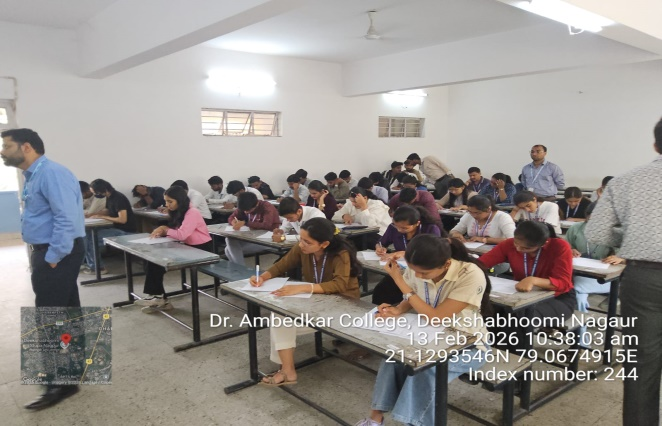 Dr. Ambedkar College, Deekshabhoomi Nagaur
13 Feb 2026 10:38:03 am
21.1293546N 79.0674915E
Index number: 244